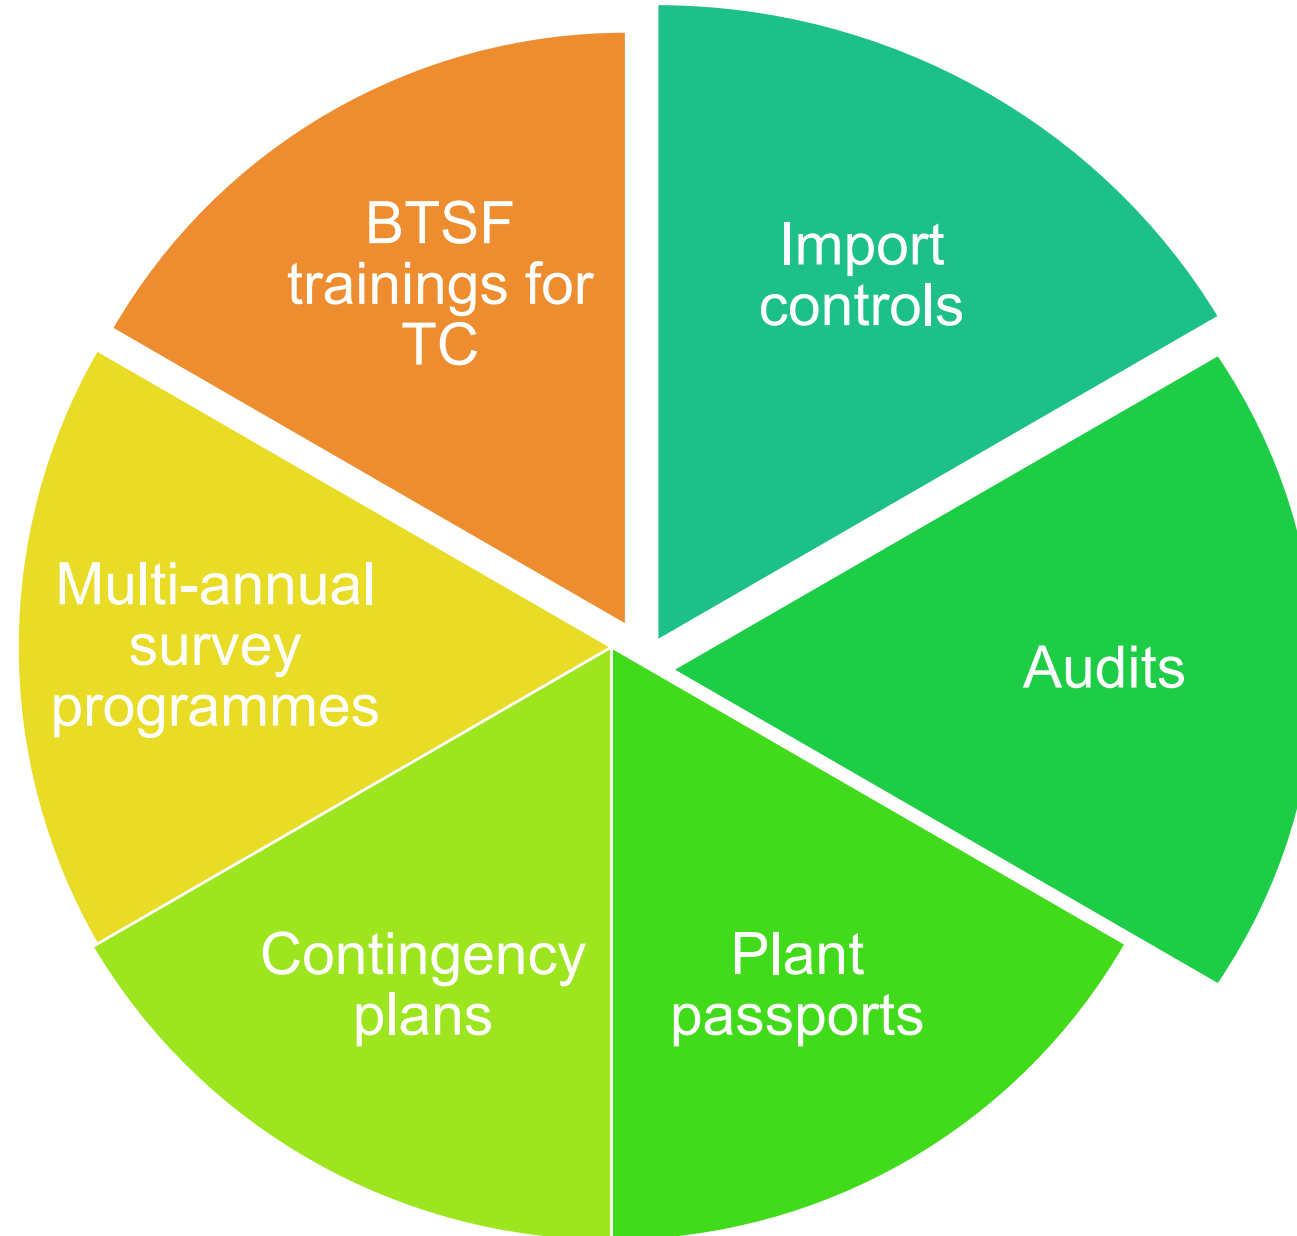 BTSF
trainings for
TC
Import
controls
Multi-annual
survey
programmes
Audits
Contingency
plans
Plant
passports